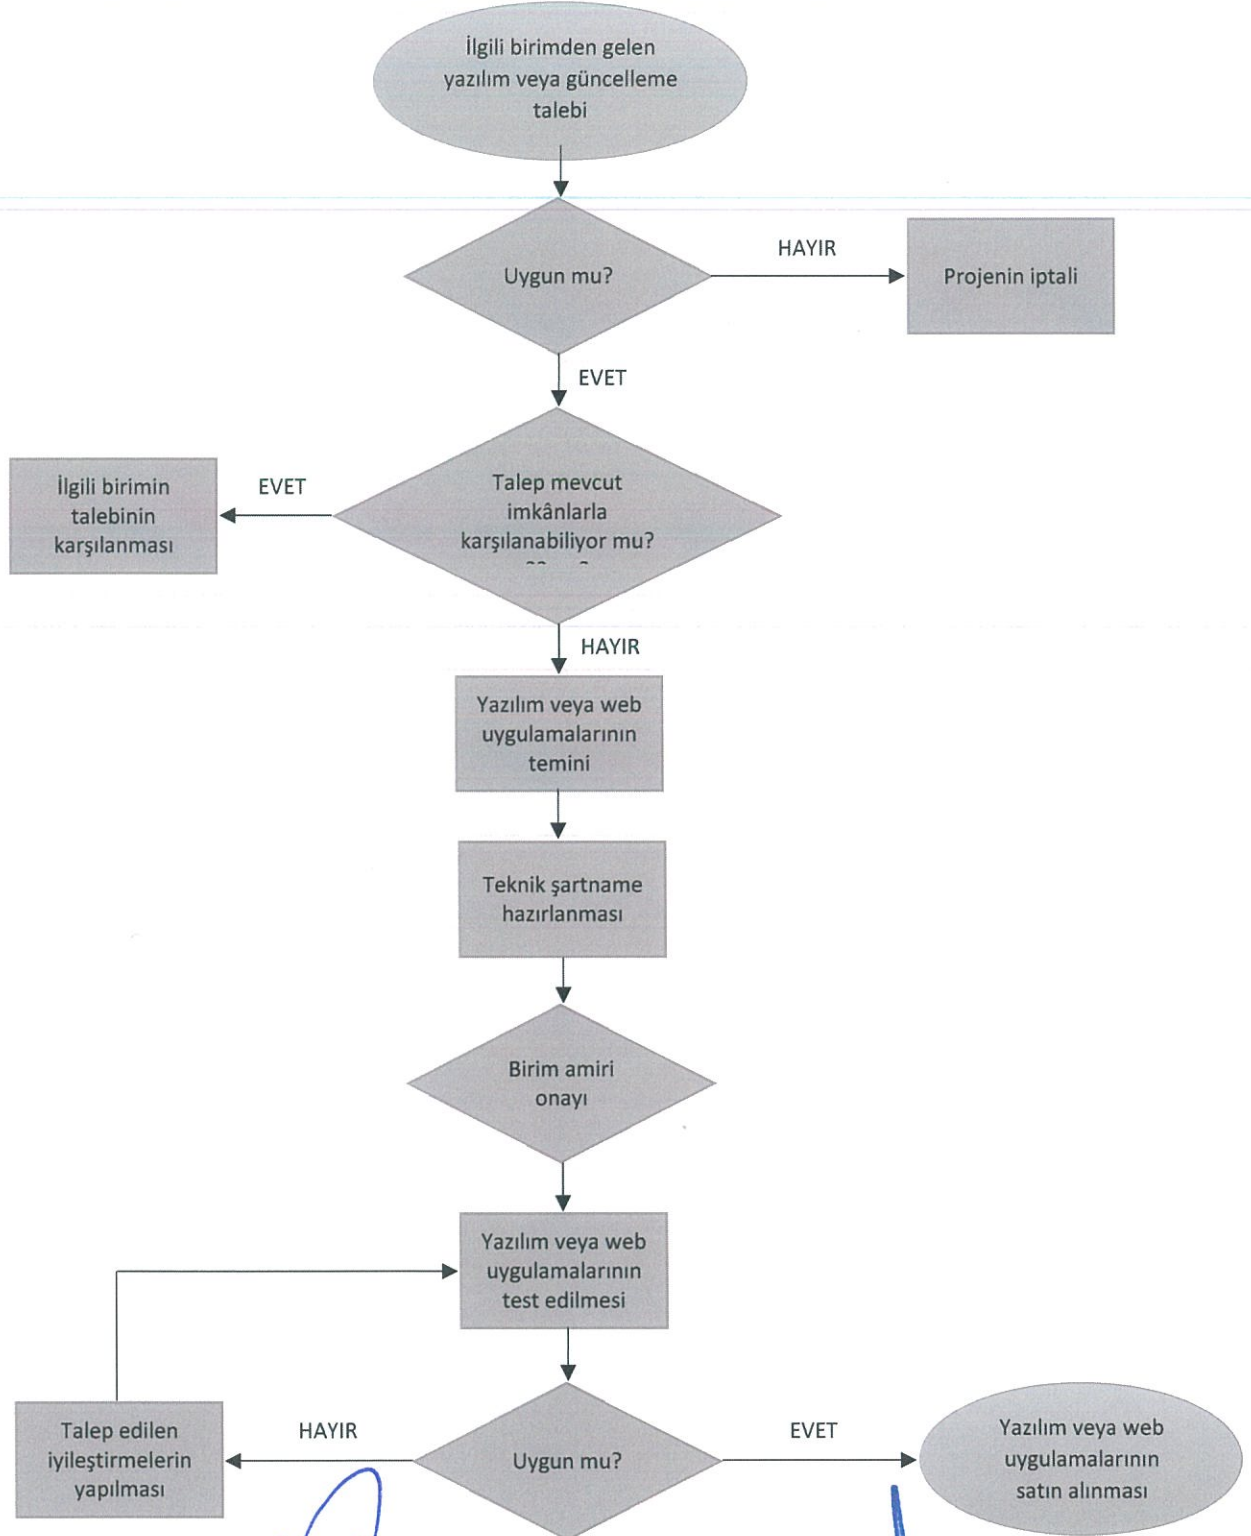 İlgili birimden gelen
yazılım veya güncelleme
talebi
Uygun mu?
HAYIR
Projenin iptali
EVET
İlgili birimin
talebinin
karşılanması
EVET
Talep mevcut
imkânlarla
karşılanabiliyor mu?
HAYIR
Yazılım veya web
uygulamalarının
temini
Teknik şartname
hazırlanması
Birim amiri
onayı
Yazılım veya web
uygulamalarının
test edilmesi
Talep edilen
iyileştirmelerin
yapılması
HAYIR
Uygun mu?
EVET
Yazılım veya web
uygulamalarının
satın alınması